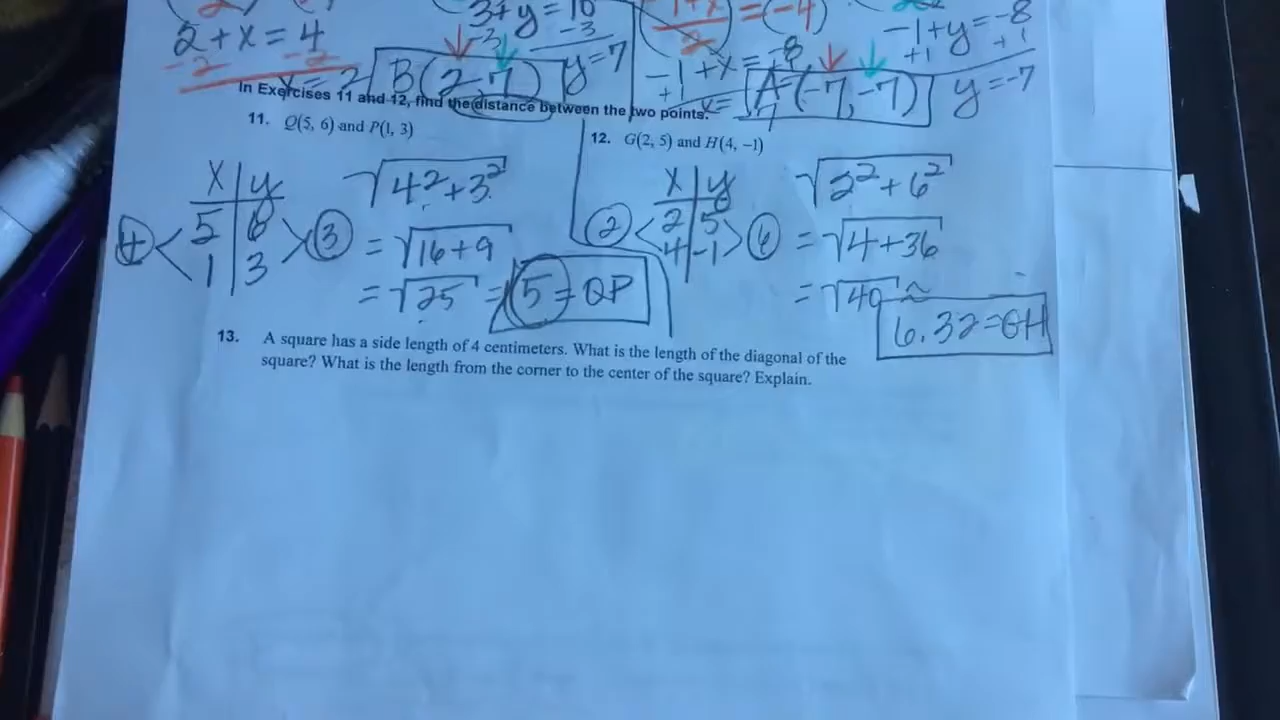 3+y=10
-3 -3
2+x=4
-2 -2
x=2
B(2,7)
y=7
=(-4)
2
-1+x=-8
+1
x=
A(-7,-7)
-1+y=-8
+1 +1
y=-7
In Exercises 11 and 12, find the distance between the two points.
11. Q(5, 6) and P(1, 3)
x y
5 6
1 3
4
3
√4²+3²
=√16+9
=√25 = 5 = QP
12. G(2, 5) and H(4, −1)
x y
2 5
4 -1
2
6
√2²+6²
=√4+36
=√40 ≈
6.32=GH
13. A square has a side length of 4 centimeters. What is the length of the diagonal of the
square? What is the length from the corner to the center of the square? Explain.